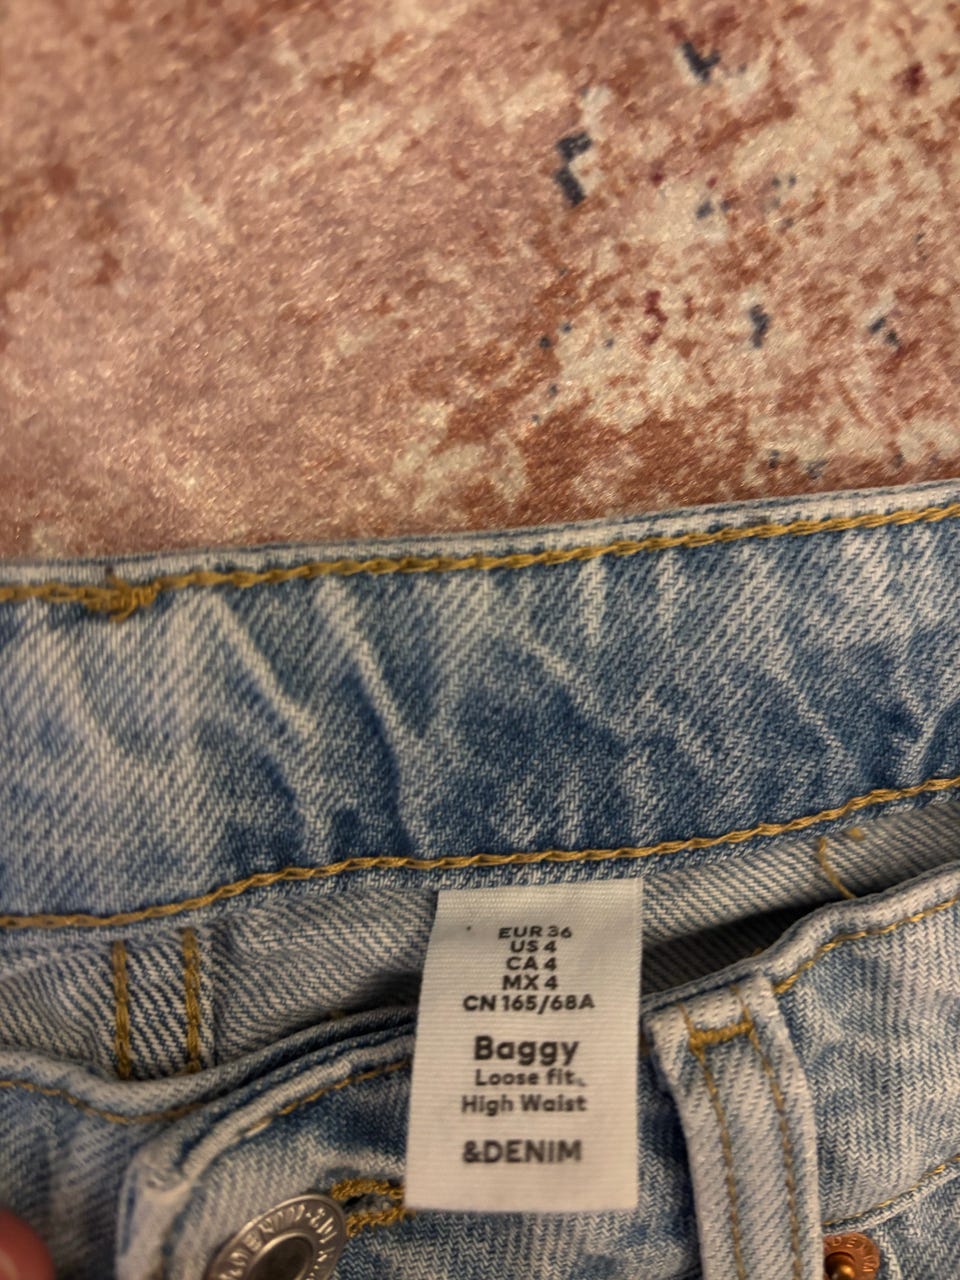 EUR 36
US 4
CA 4
MX 4
CN 165/68A
Baggy
Loose fit
High Waist
&DENIM